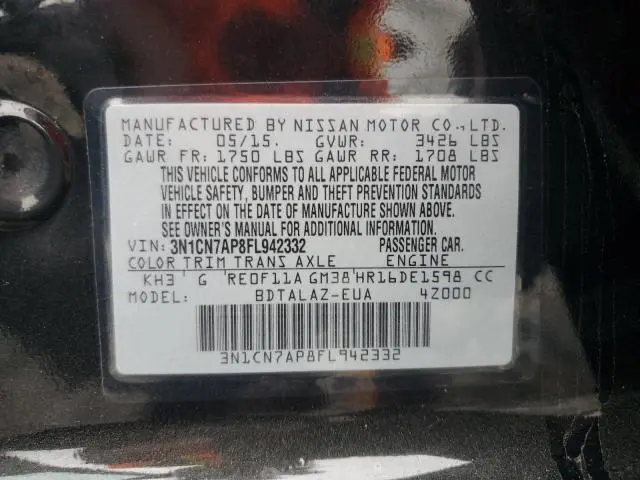 MANUFACTURED BY NISSAN MOTOR CO.,LTD.
DATE: 05/15. GVWR: 3426 LBS
GAWR FR: 1750 LBS GAWR RR: 1708 LBS
THIS VEHICLE CONFORMS TO ALL APPLICABLE FEDERAL MOTOR
VEHICLE SAFETY, BUMPER AND THEFT PREVENTION STANDARDS
IN EFFECT ON THE DATE OF MANUFACTURE SHOWN ABOVE.
SEE OWNER'S MANUAL FOR ADDITIONAL INFORMATION.
VIN: 3N1CN7AP8FL942332 PASSENGER CAR.
COLOR TRIM TRANS AXLE ENGINE
KH3 G RE0F11A GM38 HR16DE1598 CC
MODEL: BDTALAZ-EUA 4Z000
3N1CN7AP8FL942332